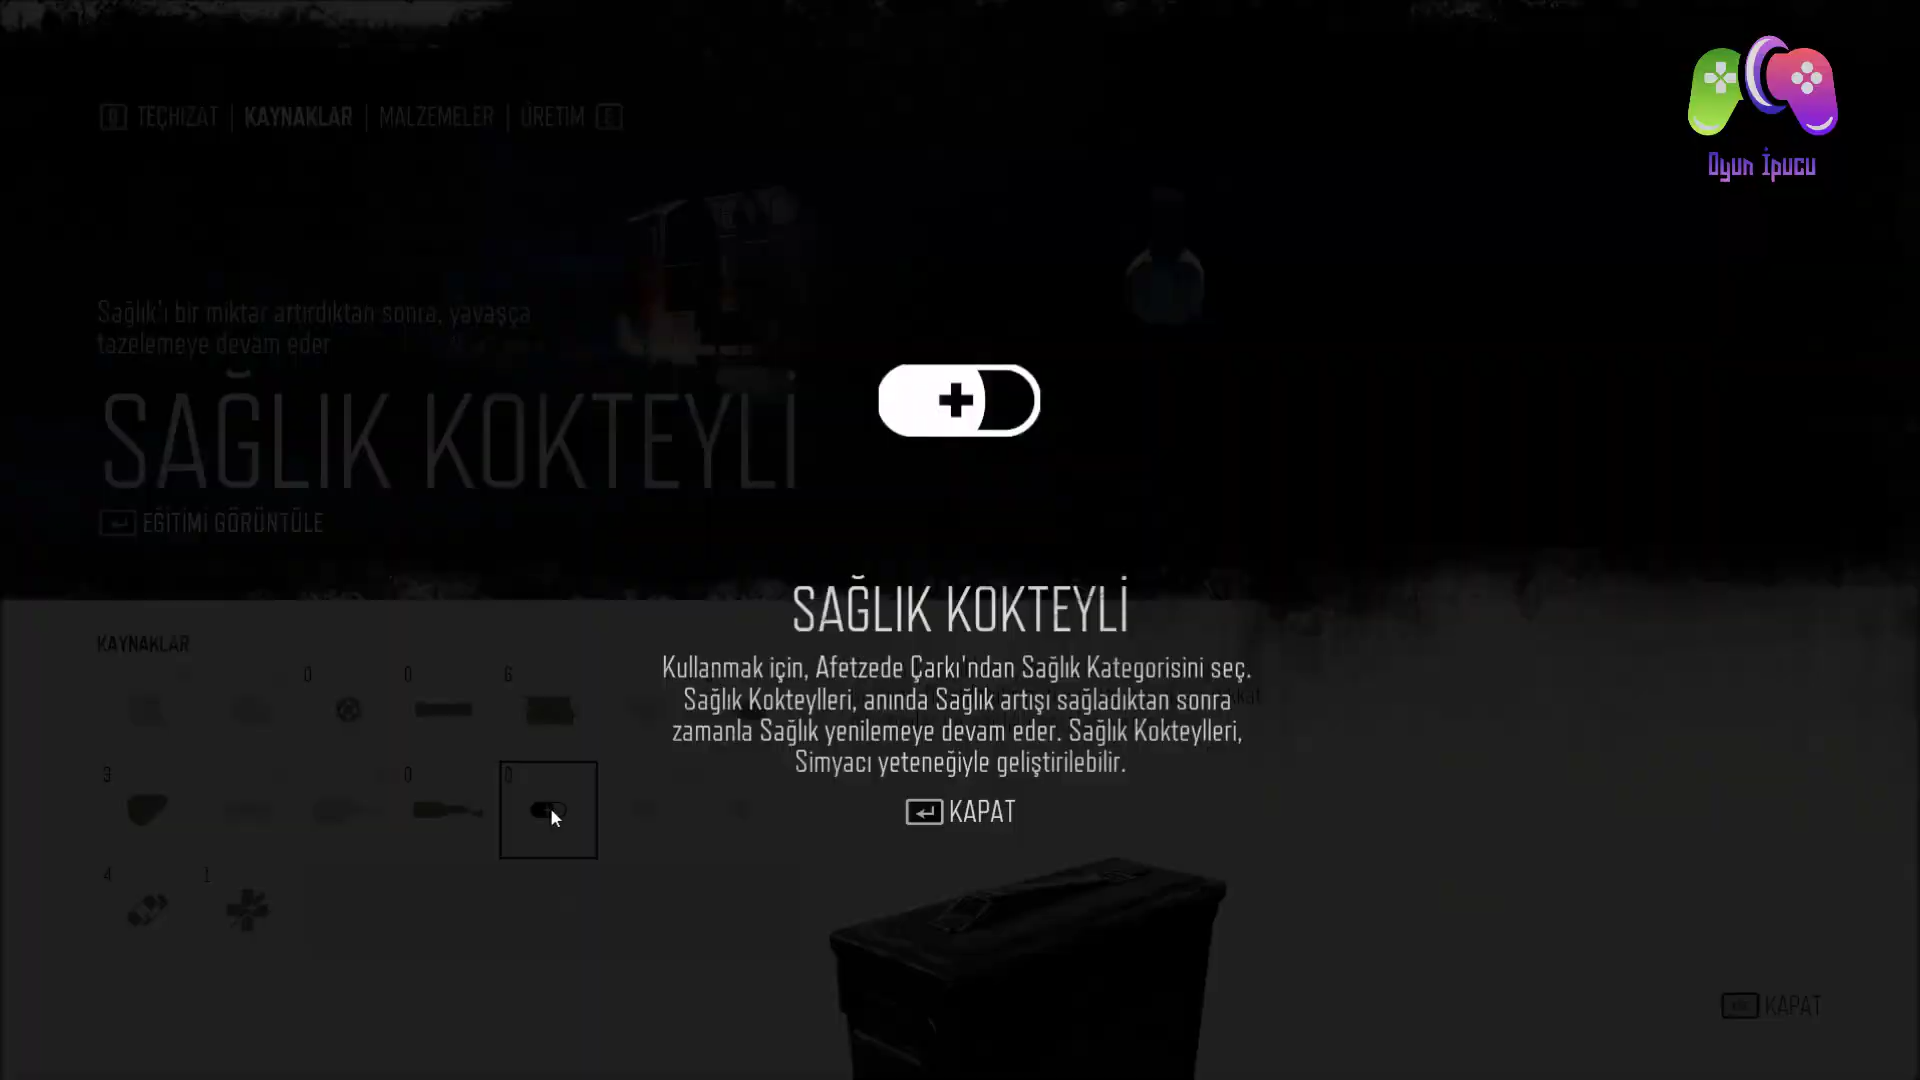 TEÇHİZAT | KAYNAKLAR | MALZEMELER | ÜRETİM E
Oyun İpucu
Sağlık'ı bir miktar artırdıktan sonra, yavaşça
tazelemeye devam eder
SAĞLIK KOKTEYLİ
EĞİTİMİ GÖRÜNTÜLE
SAĞLIK KOKTEYLİ
Kullanmak için, Afetzede Çarkı'ndan Sağlık Kategorisini seç.
Sağlık Kokteylleri, anında Sağlık artışı sağladıktan sonra
zamanla Sağlık yenilemeye devam eder. Sağlık Kokteylleri,
Simyacı yeteneğiyle geliştirilebilir.
KAPAT
KAYNAKLAR
0 0 6
3 0 0
4 1
KAPAT